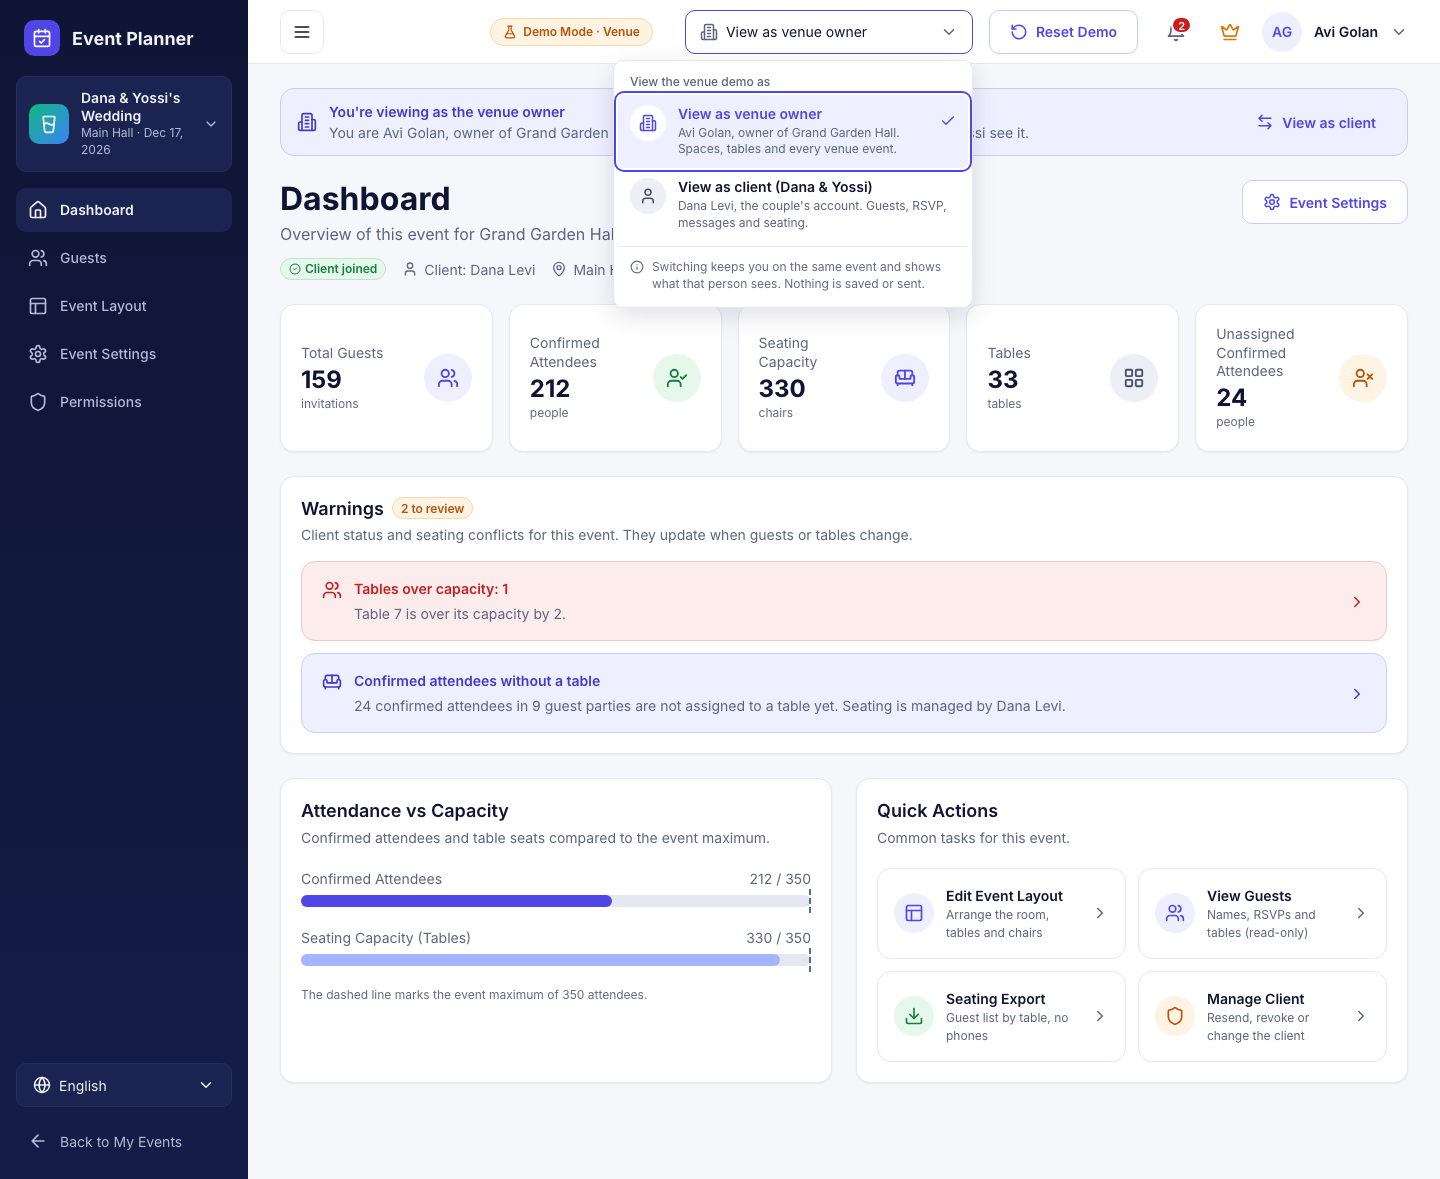 Event Planner
Dana & Yossi's
Wedding
Main Hall · Dec 17,
2026
Dashboard
Guests
Event Layout
Event Settings
Permissions
English
Back to My Events
Demo Mode · Venue
View as venue owner
Reset Demo
2
AG
Avi Golan
View the venue demo as
View as venue owner
Avi Golan, owner of Grand Garden Hall.
Spaces, tables and every venue event.
View as client (Dana & Yossi)
Dana Levi, the couple's account. Guests, RSVP,
messages and seating.
Switching keeps you on the same event and shows
what that person sees. Nothing is saved or sent.
You're viewing as the venue owner
You are Avi Golan, owner of Grand Garden
see it.
View as client
Dashboard
Overview of this event for Grand Garden
Event Settings
Client joined
Client: Dana Levi
Main
Total Guests
159
invitations
Confirmed
Attendees
212
people
Seating
Capacity
330
chairs
Tables
33
tables
Unassigned
Confirmed
Attendees
24
people
Warnings
2 to review
Client status and seating conflicts for this event. They update when guests or tables change.
Tables over capacity: 1
Table 7 is over its capacity by 2.
Confirmed attendees without a table
24 confirmed attendees in 9 guest parties are not assigned to a table yet. Seating is managed by Dana Levi.
Attendance vs Capacity
Confirmed attendees and table seats compared to the event maximum.
Confirmed Attendees
212 / 350
Seating Capacity (Tables)
330 / 350
The dashed line marks the event maximum of 350 attendees.
Quick Actions
Common tasks for this event.
Edit Event Layout
Arrange the room,
tables and chairs
View Guests
Names, RSVPs and
tables (read-only)
Seating Export
Guest list by table, no
phones
Manage Client
Resend, revoke or
change the client